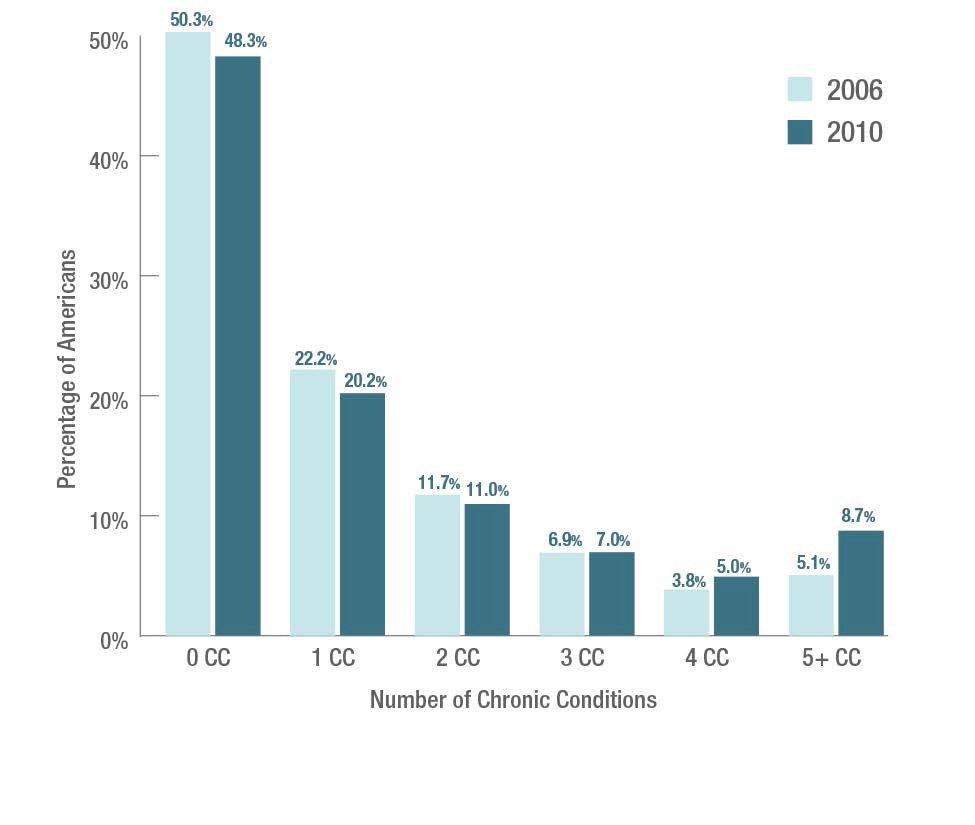 50.3%
48.3%
50%
2006
2010
40%
30%
22.2%
20.2%
20%
11.7%
11.0%
10%
6.9%
7.0%
3.8%
5.0%
5.1%
8.7%
0%
Percentage of Americans
0 CC
1 CC
2 CC
3 CC
4 CC
5+ CC
Number of Chronic Conditions